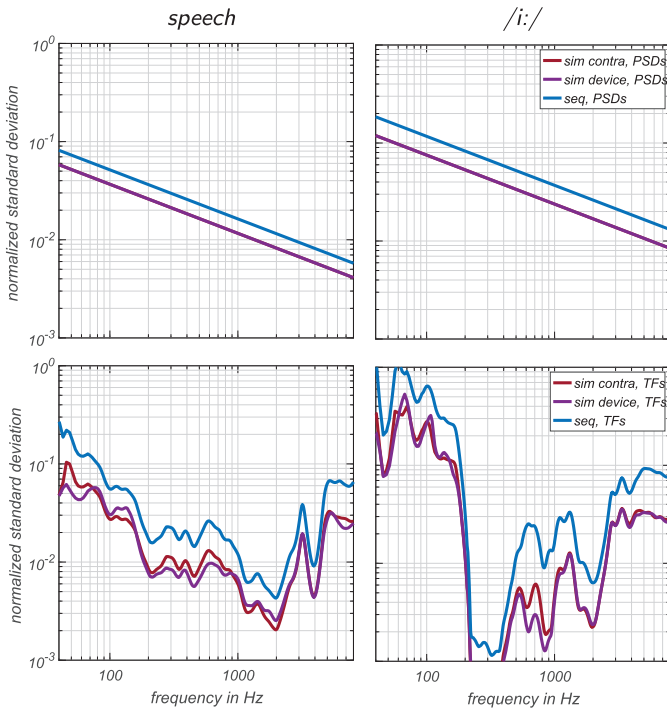 speech
/i:/
normalized standard deviation
10^0
10^-1
10^-2
10^-3
sim contra, PSDs
sim device, PSDs
seq, PSDs
normalized standard deviation
10^0
10^-1
10^-2
10^-3
100
1000
frequency in Hz
sim contra, TFs
sim device, TFs
seq, TFs
100
1000
frequency in Hz